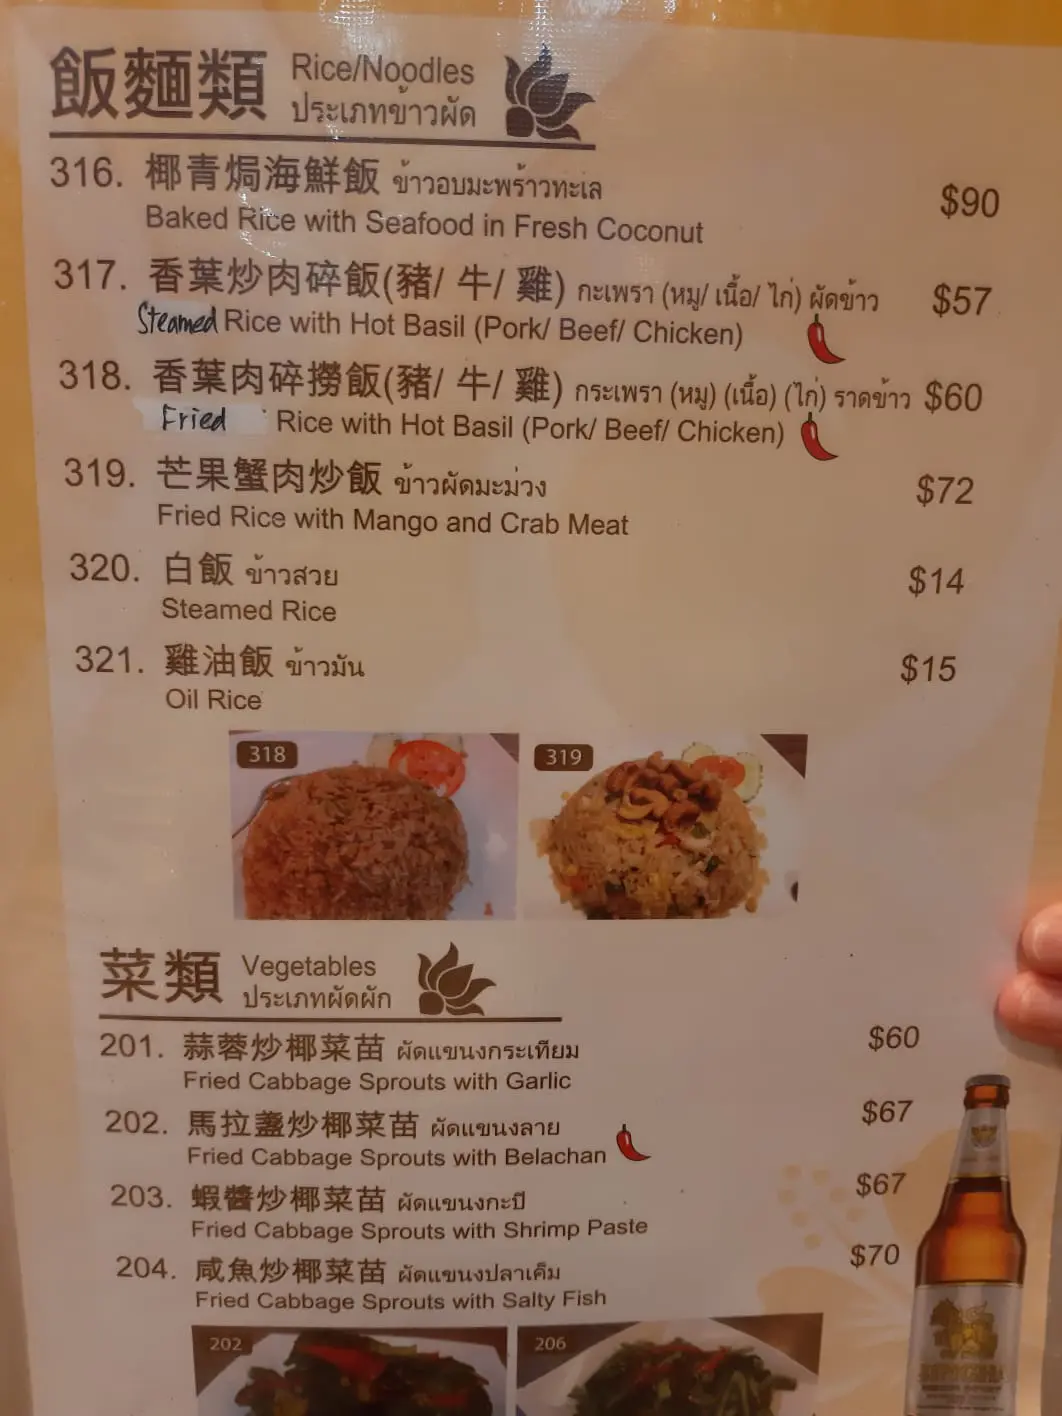 飯麵類 Rice/Noodles
ประเภทข้าวผัด
316. 椰青焗海鮮飯 ข้าวอบมะพร้าวทะเล $90
Baked Rice with Seafood in Fresh Coconut
317. 香葉炒肉碎飯(豬/ 牛/ 雞) กะเพรา (หมู/ เนื้อ/ ไก่) ผัดข้าว $57
Steamed Rice with Hot Basil (Pork/ Beef/ Chicken)
318. 香葉肉碎撈飯(豬/ 牛/ 雞) กระเพรา (หมู) (เนื้อ) (ไก่) ราดข้าว $60
Fried Rice with Hot Basil (Pork/ Beef/ Chicken)
319. 芒果蟹肉炒飯 ข้าวผัดมะม่วง $72
Fried Rice with Mango and Crab Meat
320. 白飯 ข้าวสวย $14
Steamed Rice
321. 雞油飯 ข้าวมัน $15
Oil Rice
318 319
菜類 Vegetables
ประเภทผัดผัก
201. 蒜蓉炒椰菜苗 ผัดแขนงกระเทียม $60
Fried Cabbage Sprouts with Garlic
202. 馬拉盞炒椰菜苗 ผัดแขนงลาย $67
Fried Cabbage Sprouts with Belachan
203. 蝦醬炒椰菜苗 ผัดแขนงกะปิ $67
Fried Cabbage Sprouts with Shrimp Paste
204. 咸魚炒椰菜苗 ผัดแขนงปลาเค็ม $70
Fried Cabbage Sprouts with Salty Fish
202 206